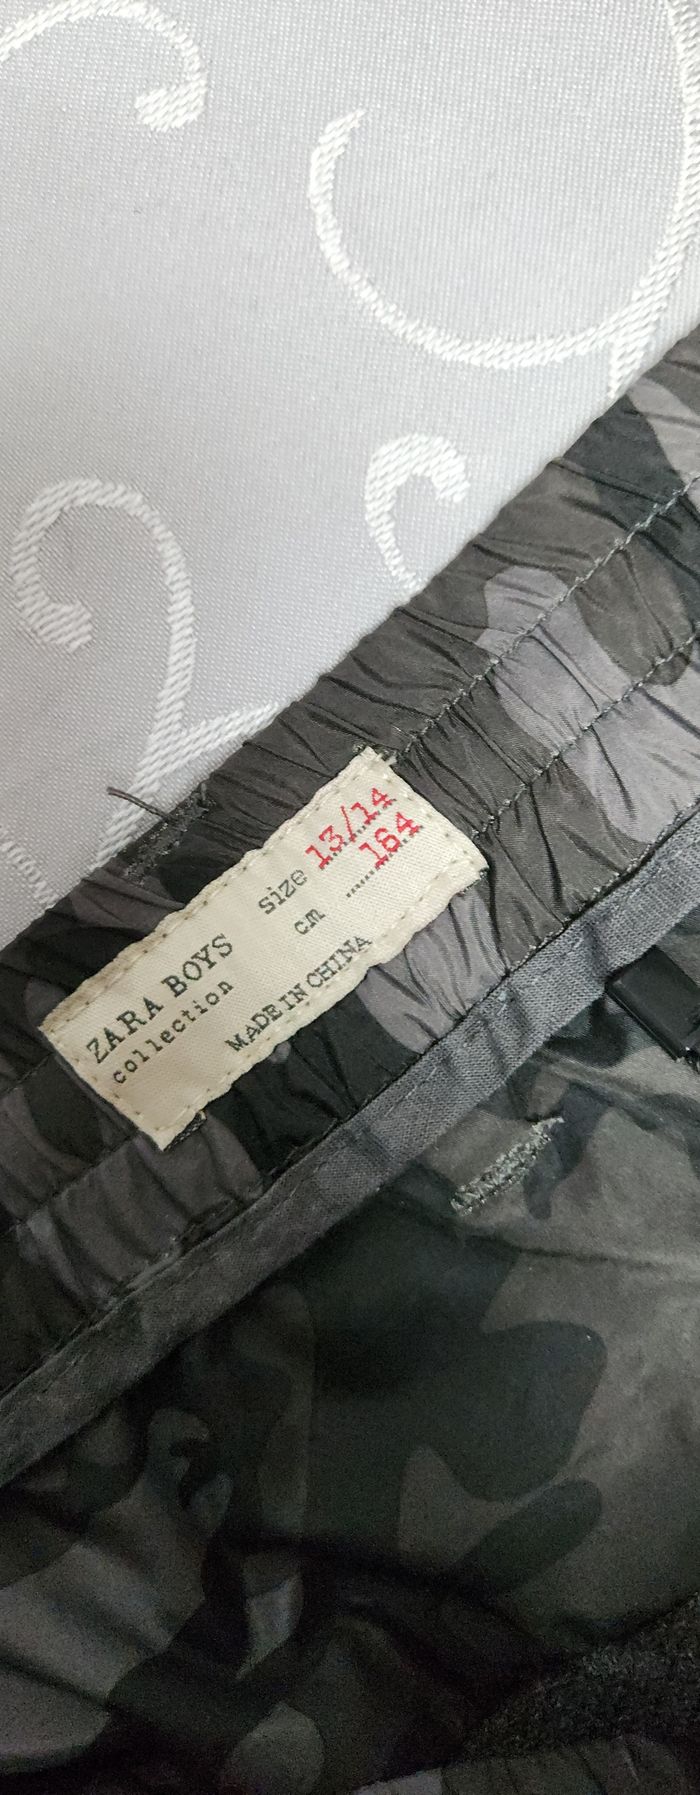 ZARA BOYS
collection
size 13/14
cm 164
MADE IN CHINA